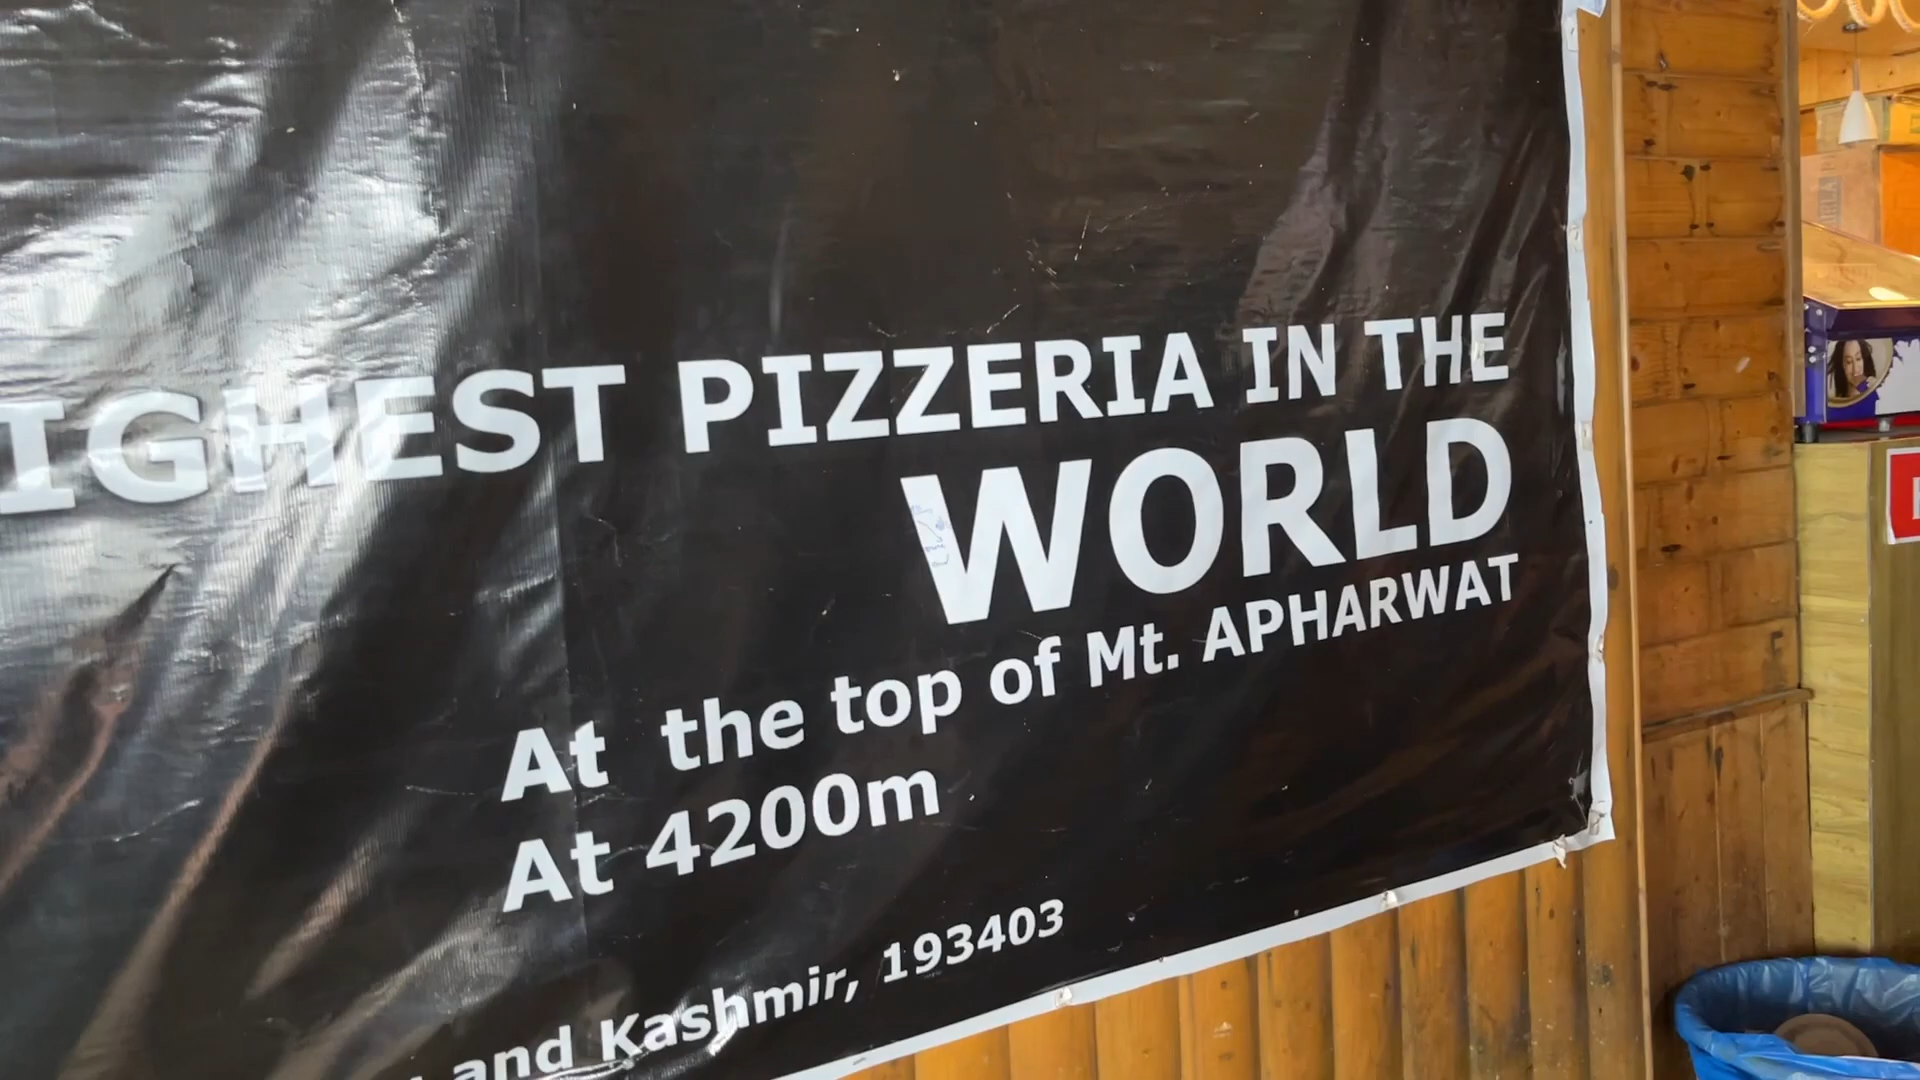 IGHEST PIZZERIA IN THE
WORLD
At the top of Mt. APHARWAT
At 4200m
and Kashmir, 193403